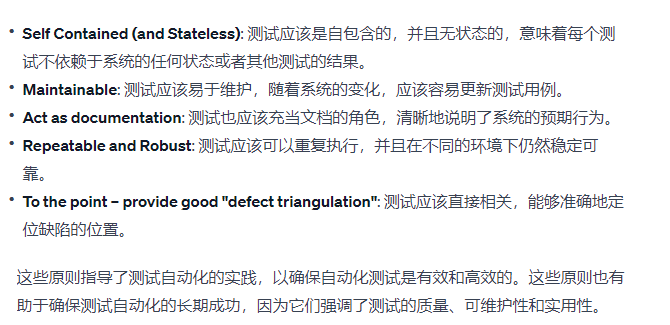 • Self Contained (and Stateless): 测试应该是自包含的，并且无状态的，意味着每个测
试不依赖于系统的任何状态或者其他测试的结果。
• Maintainable: 测试应该易于维护，随着系统的变化，应该容易更新测试用例。
• Act as documentation: 测试也应该充当文档的角色，清晰地说明了系统的预期行为。
• Repeatable and Robust: 测试应该可以重复执行，并且在不同的环境下仍然稳定可
靠。
• To the point – provide good "defect triangulation": 测试应该直接相关，能够准确地定
位缺陷的位置。
这些原则指导了测试自动化的实践，以确保自动化测试是有效和高效的。这些原则也有
助于确保测试自动化的长期成功，因为它们强调了测试的质量、可维护性和实用性。